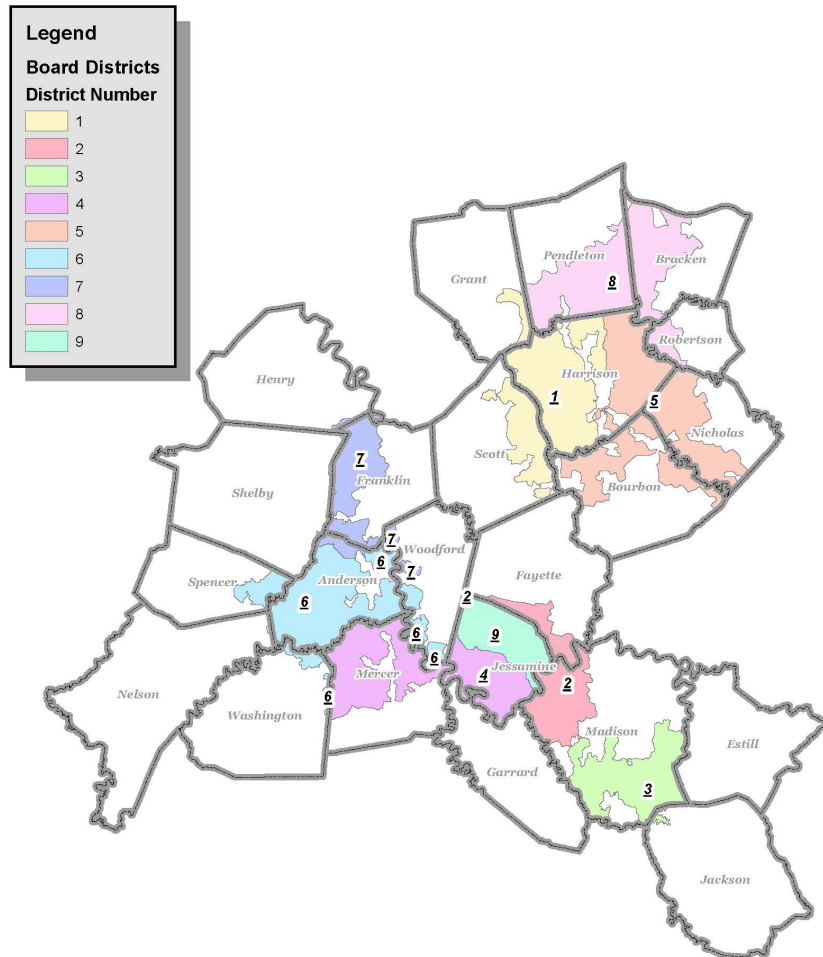 Legend
Board Districts
District Number
1
2
3
4
5
6
7
8
9
Pendleton
Bracken
Grant
8
Robertson
Harrison
Henry
1
5
Nicholas
Scott
7
Franklin
Bourbon
Shelby
7
Woodford
6
7
Spencer
Anderson
Fayette
6
2
6
9
6
Jessamine
Mercer
4
2
Nelson
6
Washington
Madison
Estill
Garrard
3
Jackson